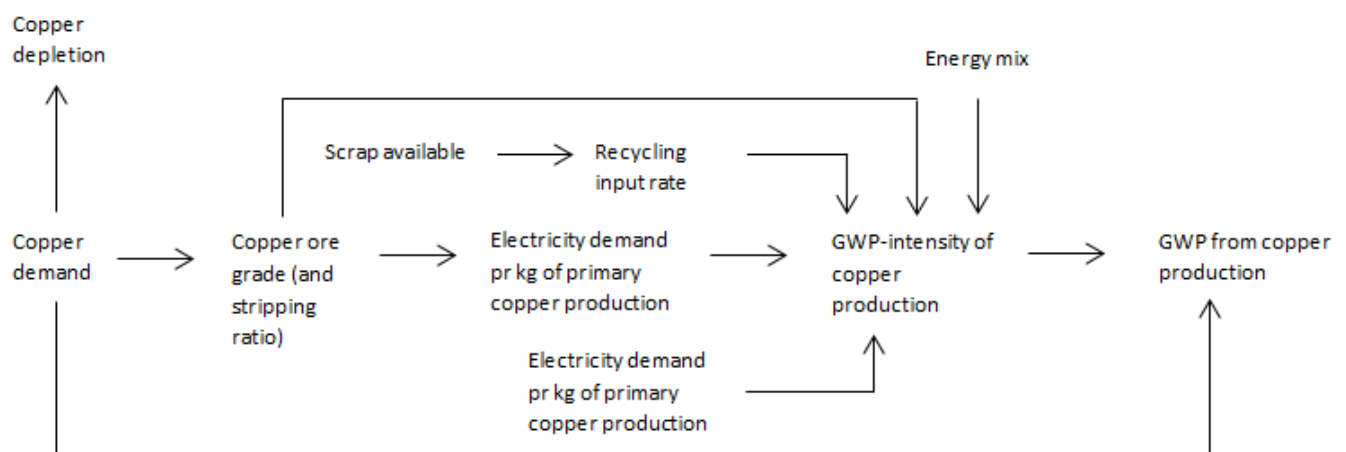 Copper
depletion
Energy mix
Scrap available
Recycling
input rate
Copper
demand
Copper ore
grade (and
stripping
ratio)
Electricity demand
pr kg of primary
copper production
GWP-intensity of
copper
production
GWP from copper
production
Electricity demand
pr kg of primary
copper production